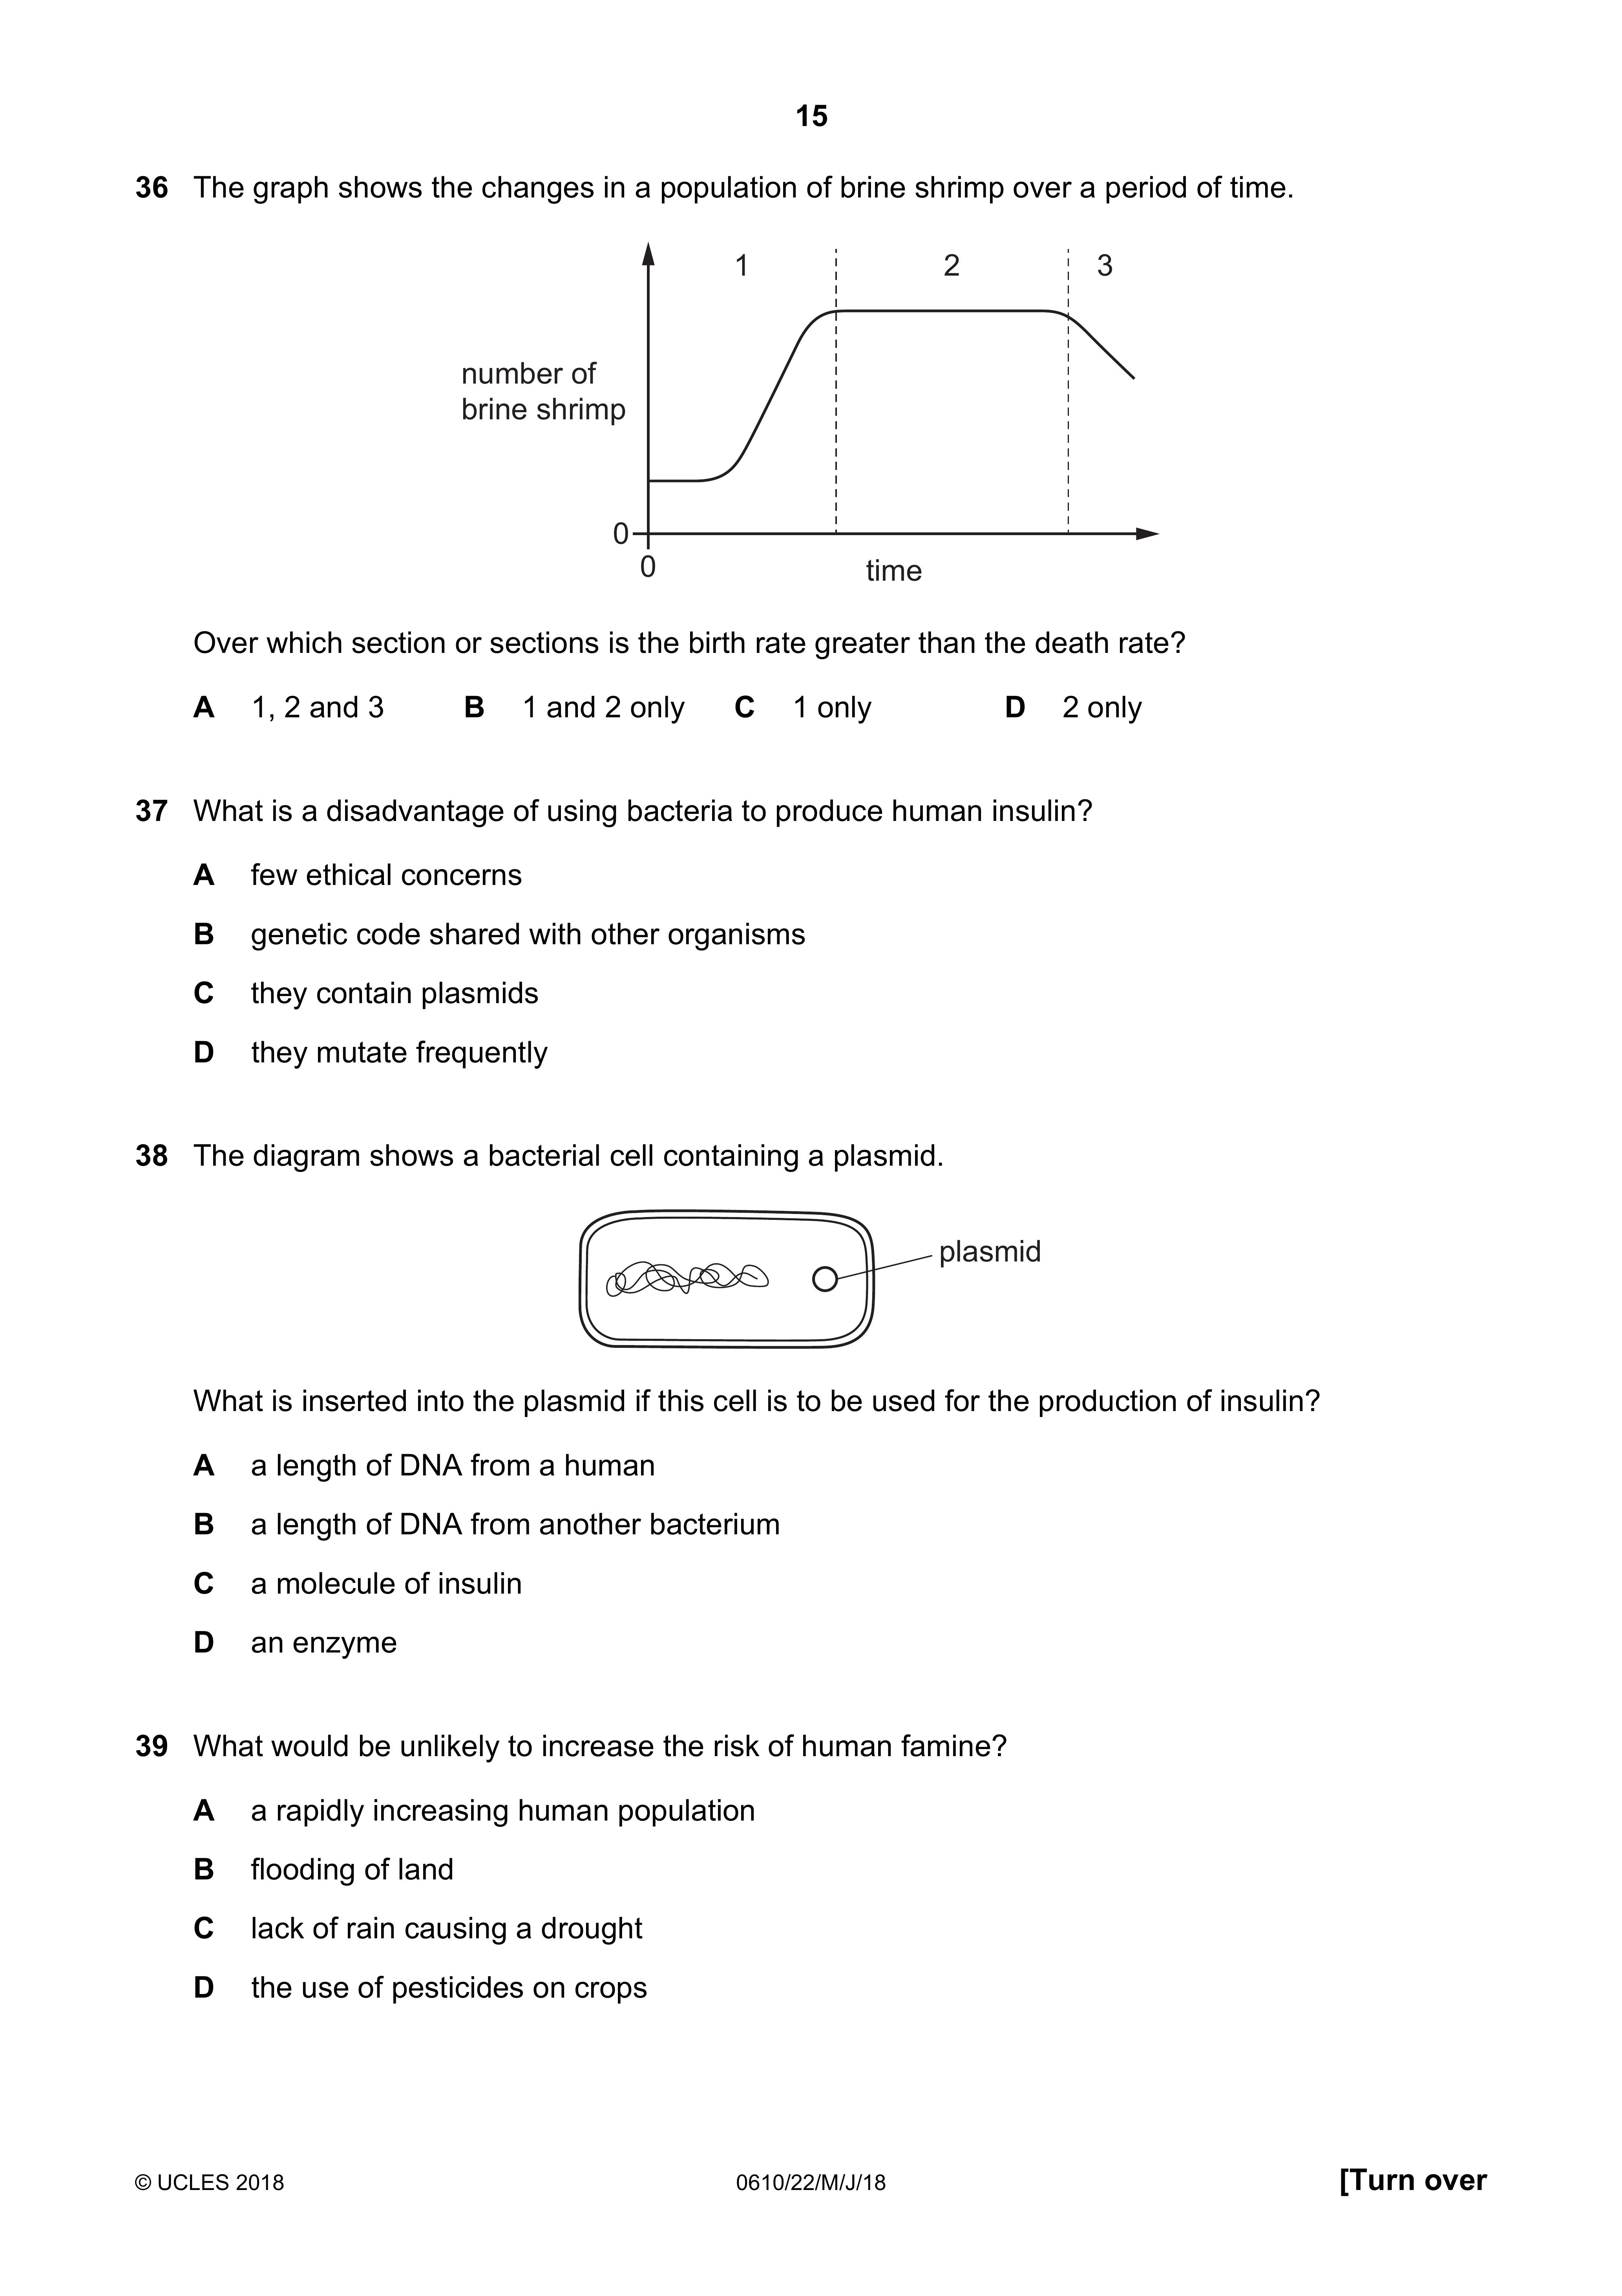 15
36 The graph shows the changes in a population of brine shrimp over a period of time.
1 2 3
number of
brine shrimp
0
0
time
Over which section or sections is the birth rate greater than the death rate?
A 1, 2 and 3 B 1 and 2 only C 1 only D 2 only
37 What is a disadvantage of using bacteria to produce human insulin?
A few ethical concerns
B genetic code shared with other organisms
C they contain plasmids
D they mutate frequently
38 The diagram shows a bacterial cell containing a plasmid.
plasmid
What is inserted into the plasmid if this cell is to be used for the production of insulin?
A a length of DNA from a human
B a length of DNA from another bacterium
C a molecule of insulin
D an enzyme
39 What would be unlikely to increase the risk of human famine?
A a rapidly increasing human population
B flooding of land
C lack of rain causing a drought
D the use of pesticides on crops
© UCLES 2018 0610/22/M/J/18 [Turn over